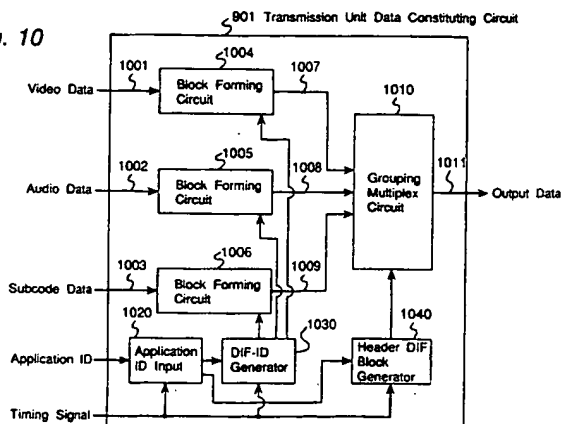 . 10
901 Transmission Unit Data Constituting Circuit
1004
1001
1007
Video Data
Block Forming
Circuit
1010
1005
1002
1008
1011
Audio Data
Block Forming
Circuit
Grouping
Multiplex
Circuit
Output Data
1006
1003
1009
Subcode Data
Block Forming
Circuit
1020
1030
1040
Application ID
Application
ID Input
DIF-ID
Generator
Header DIF
Block
Generator
Timing Signal